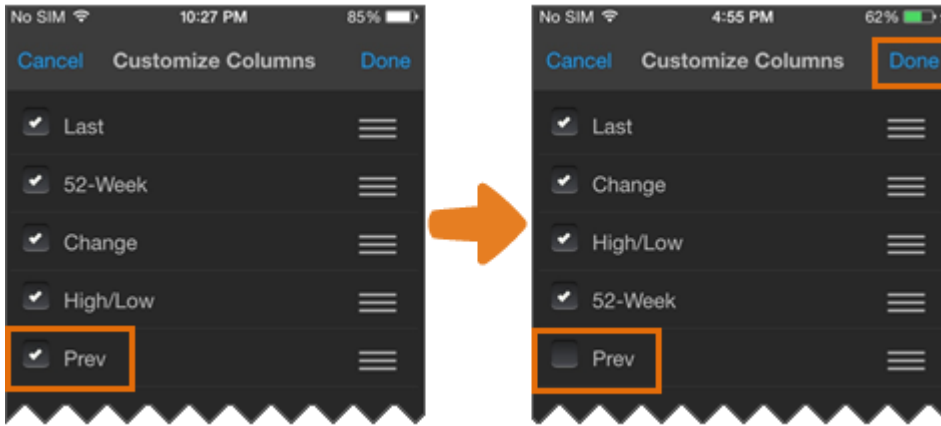 No SIM 10:27 PM 85%
Cancel Customize Columns Done
Last
52-Week
Change
High/Low
Prev
No SIM 4:55 PM 62%
Cancel Customize Columns Done
Last
Change
High/Low
52-Week
Prev